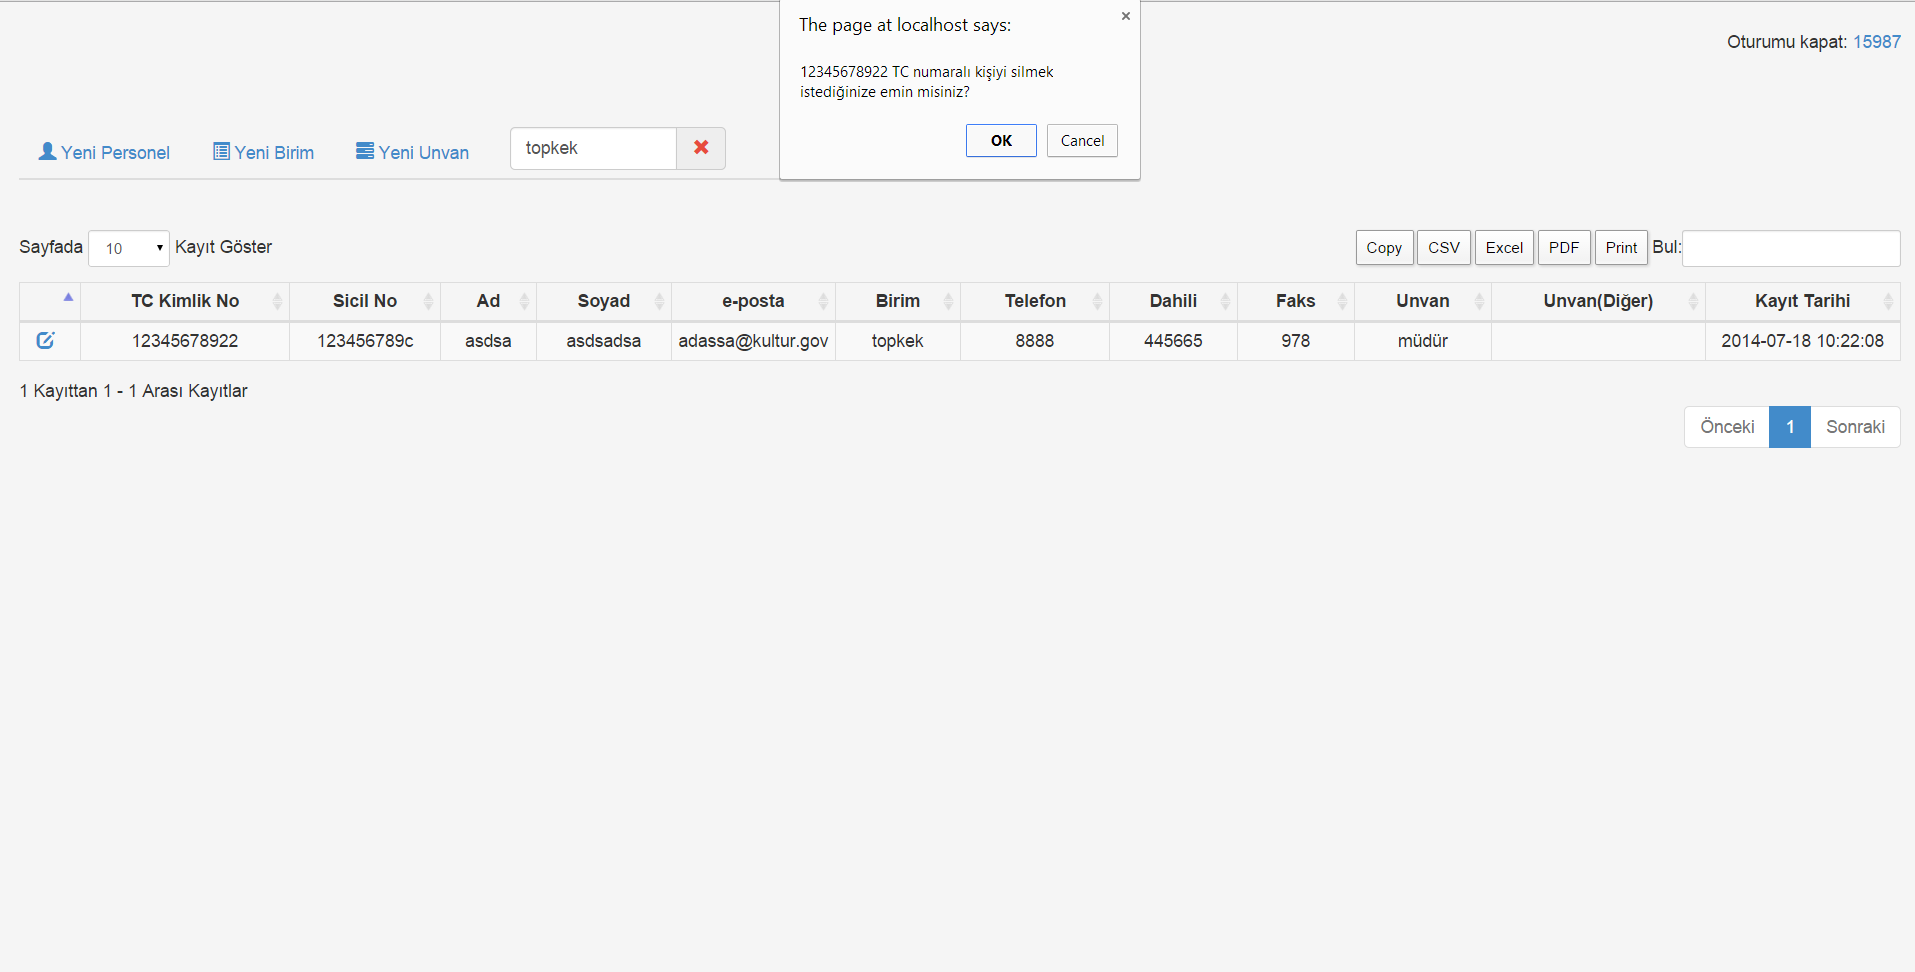 The page at localhost says:
12345678922 TC numaralı kişiyi silmek
istediğinize emin misiniz?
OK Cancel
Oturumu kapat: 15987
Yeni Personel Yeni Birim Yeni Unvan topkek
Sayfada 10 Kayıt Göster Copy CSV Excel PDF Print Bul:
TC Kimlik No Sicil No Ad Soyad e-posta Birim Telefon Dahili Faks Unvan Unvan(Diğer) Kayıt Tarihi
12345678922 123456789c asdsa asdsadsa adassa@kultur.gov topkek 8888 445665 978 müdür 2014-07-18 10:22:08
1 Kayıttan 1 - 1 Arası Kayıtlar
Önceki 1 Sonraki